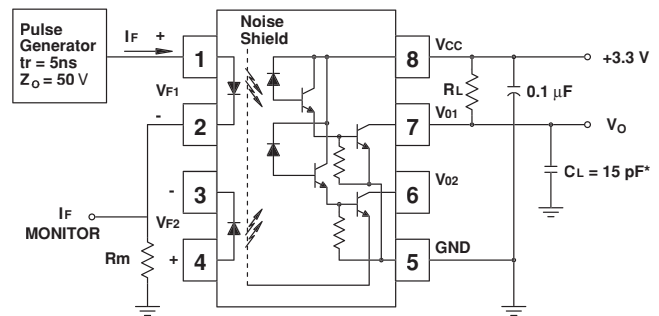 Pulse
Generator
tr = 5ns
ZO = 50 V
IF
+
Noise
Shield
1
VF1
-
2
-
3
VF2
+
4
IF
MONITOR
Rm
8
VCC
+3.3 V
RL
0.1 μF
7
V01
VO
CL = 15 pF*
6
V02
5
GND